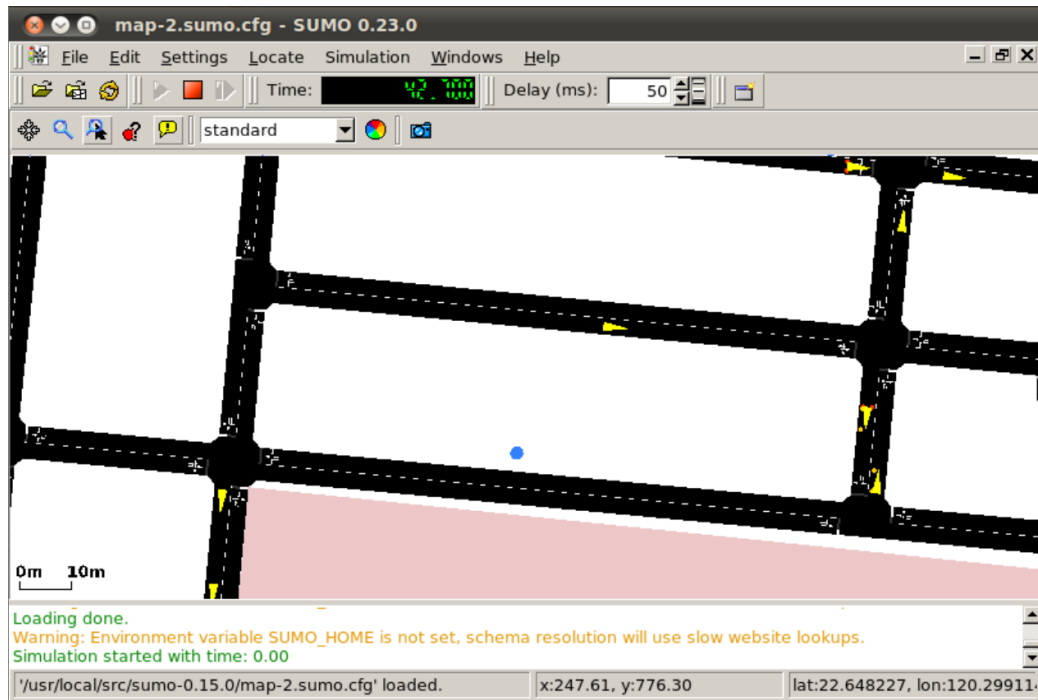 map-2.sumo.cfg - SUMO 0.23.0
File Edit Settings Locate Simulation Windows Help
Time: 42.700 Delay (ms): 50
standard
0m 10m
Loading done.
Warning: Environment variable SUMO_HOME is not set, schema resolution will use slow website lookups.
Simulation started with time: 0.00
'/usr/local/src/sumo-0.15.0/map-2.sumo.cfg' loaded. x:247.61, y:776.30 lat:22.648227, lon:120.29911